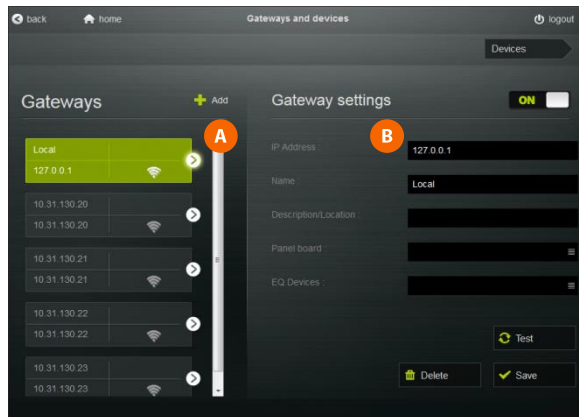 back home Gateways and devices logout
Devices
Gateways Add
A
Local
127.0.0.1
10.31.130.20
10.31.130.20
10.31.130.21
10.31.130.21
10.31.130.22
10.31.130.22
10.31.130.23
10.31.130.23
Gateway settings ON
B
IP Address : 127.0.0.1
Name : Local
Description/Location :
Panel board :
EQ Devices :
Test
Delete Save